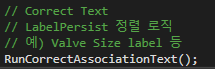 // Correct Text
// LabelPersist 정렬 로직
// 예) Valve Size label 등
RunCorrectAssociationText();